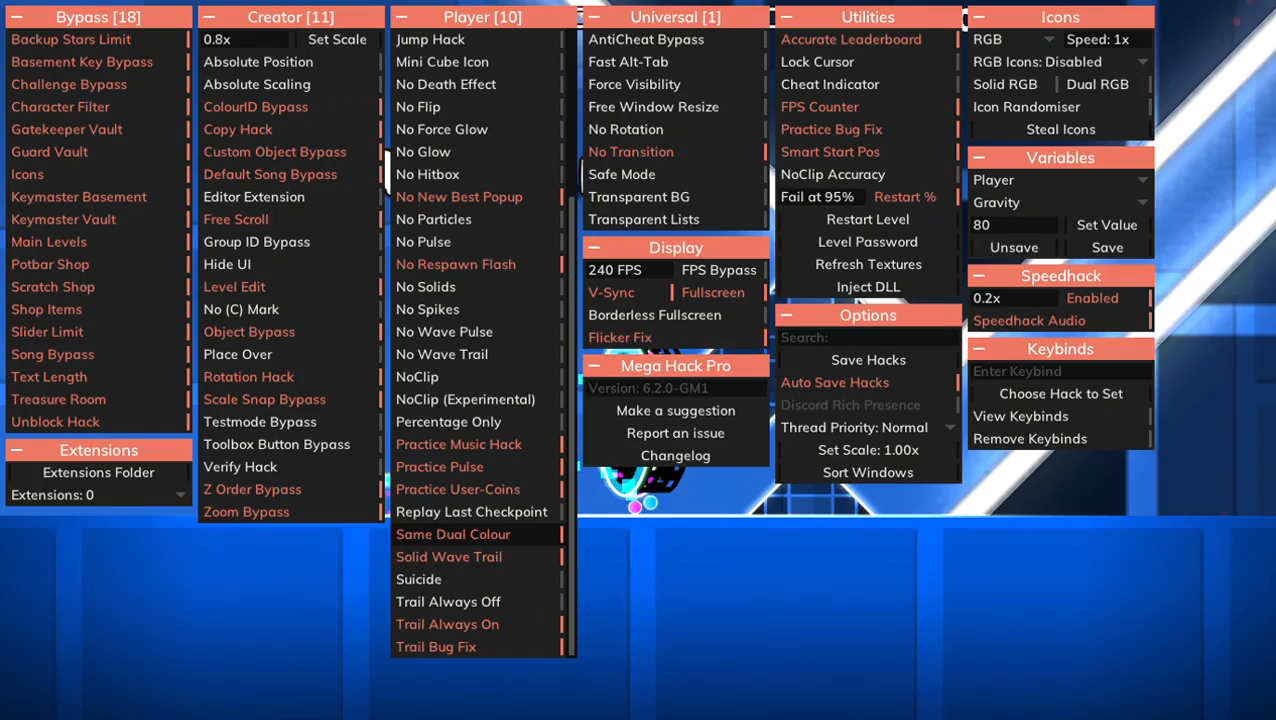 Bypass [18]
Backup Stars Limit
Basement Key Bypass
Challenge Bypass
Character Filter
Gatekeeper Vault
Guard Vault
Icons
Keymaster Basement
Keymaster Vault
Main Levels
Potbar Shop
Scratch Shop
Shop Items
Slider Limit
Song Bypass
Text Length
Treasure Room
Unblock Hack
Extensions
Extensions Folder
Extensions: 0
Creator [11]
0.8x Set Scale
Absolute Position
Absolute Scaling
ColourID Bypass
Copy Hack
Custom Object Bypass
Default Song Bypass
Editor Extension
Free Scroll
Group ID Bypass
Hide UI
Level Edit
No (C) Mark
Object Bypass
Place Over
Rotation Hack
Scale Snap Bypass
Testmode Bypass
Toolbox Button Bypass
Verify Hack
Z Order Bypass
Zoom Bypass
Player [10]
Jump Hack
Mini Cube Icon
No Death Effect
No Flip
No Force Glow
No Glow
No Hitbox
No New Best Popup
No Particles
No Pulse
No Respawn Flash
No Solids
No Spikes
No Wave Pulse
No Wave Trail
NoClip
NoClip (Experimental)
Percentage Only
Practice Music Hack
Practice Pulse
Practice User-Coins
Replay Last Checkpoint
Same Dual Colour
Solid Wave Trail
Suicide
Trail Always Off
Trail Always On
Trail Bug Fix
Universal [1]
AntiCheat Bypass
Fast Alt-Tab
Force Visibility
Free Window Resize
No Rotation
No Transition
Safe Mode
Transparent BG
Transparent Lists
Display
240 FPS FPS Bypass
V-Sync Fullscreen
Borderless Fullscreen
Flicker Fix
Mega Hack Pro
Version: 6.2.0-GM1
Make a suggestion
Report an issue
Changelog
Utilities
Accurate Leaderboard
Lock Cursor
Cheat Indicator
FPS Counter
Practice Bug Fix
Smart Start Pos
NoClip Accuracy
Fail at 95% Restart %
Restart Level
Level Password
Refresh Textures
Inject DLL
Options
Search:
Save Hacks
Auto Save Hacks
Discord Rich Presence
Thread Priority: Normal
Set Scale: 1.00x
Sort Windows
Icons
RGB Speed: 1x
RGB Icons: Disabled
Solid RGB Dual RGB
Icon Randomiser
Steal Icons
Variables
Player
Gravity
80 Set Value
Unsave Save
Speedhack
0.2x Enabled
Speedhack Audio
Keybinds
Enter Keybind
Choose Hack to Set
View Keybinds
Remove Keybinds